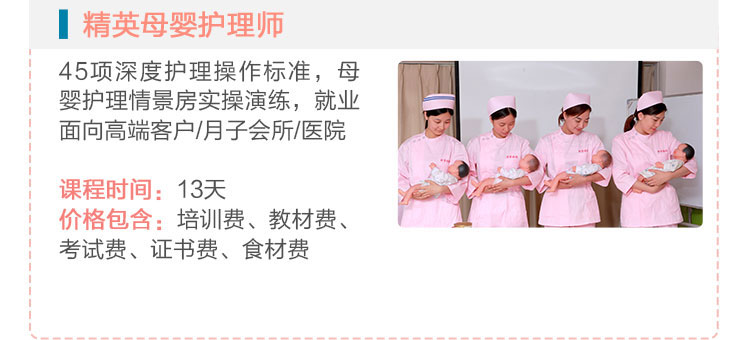 精英母婴护理师
45项深度护理操作标准，母
婴护理情景房实操演练，就业
面向高端客户/月子会所/医院
课程时间：13天
价格包含：培训费、教材费、
考试费、证书费、食材费